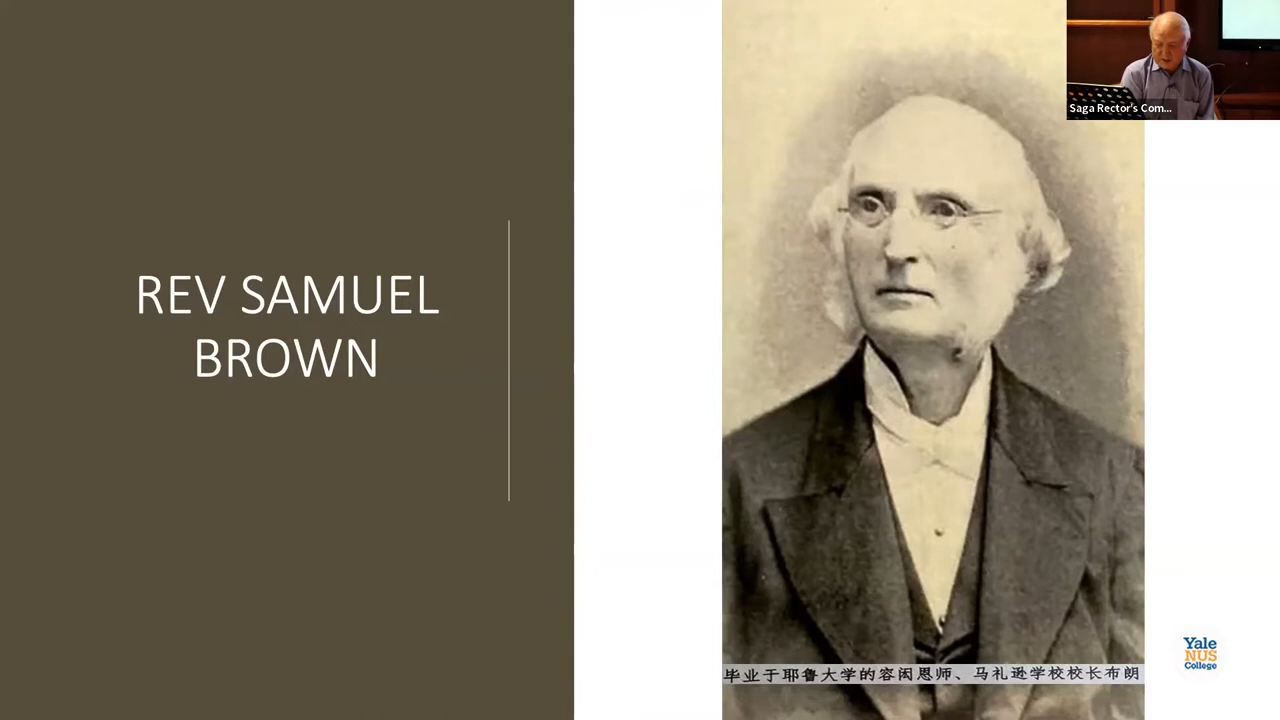 REV SAMUEL
BROWN
Saga Rector's Com...
毕业于耶鲁大学的容闳恩师、马礼逊学校校长布朗
Yale
NUS
College